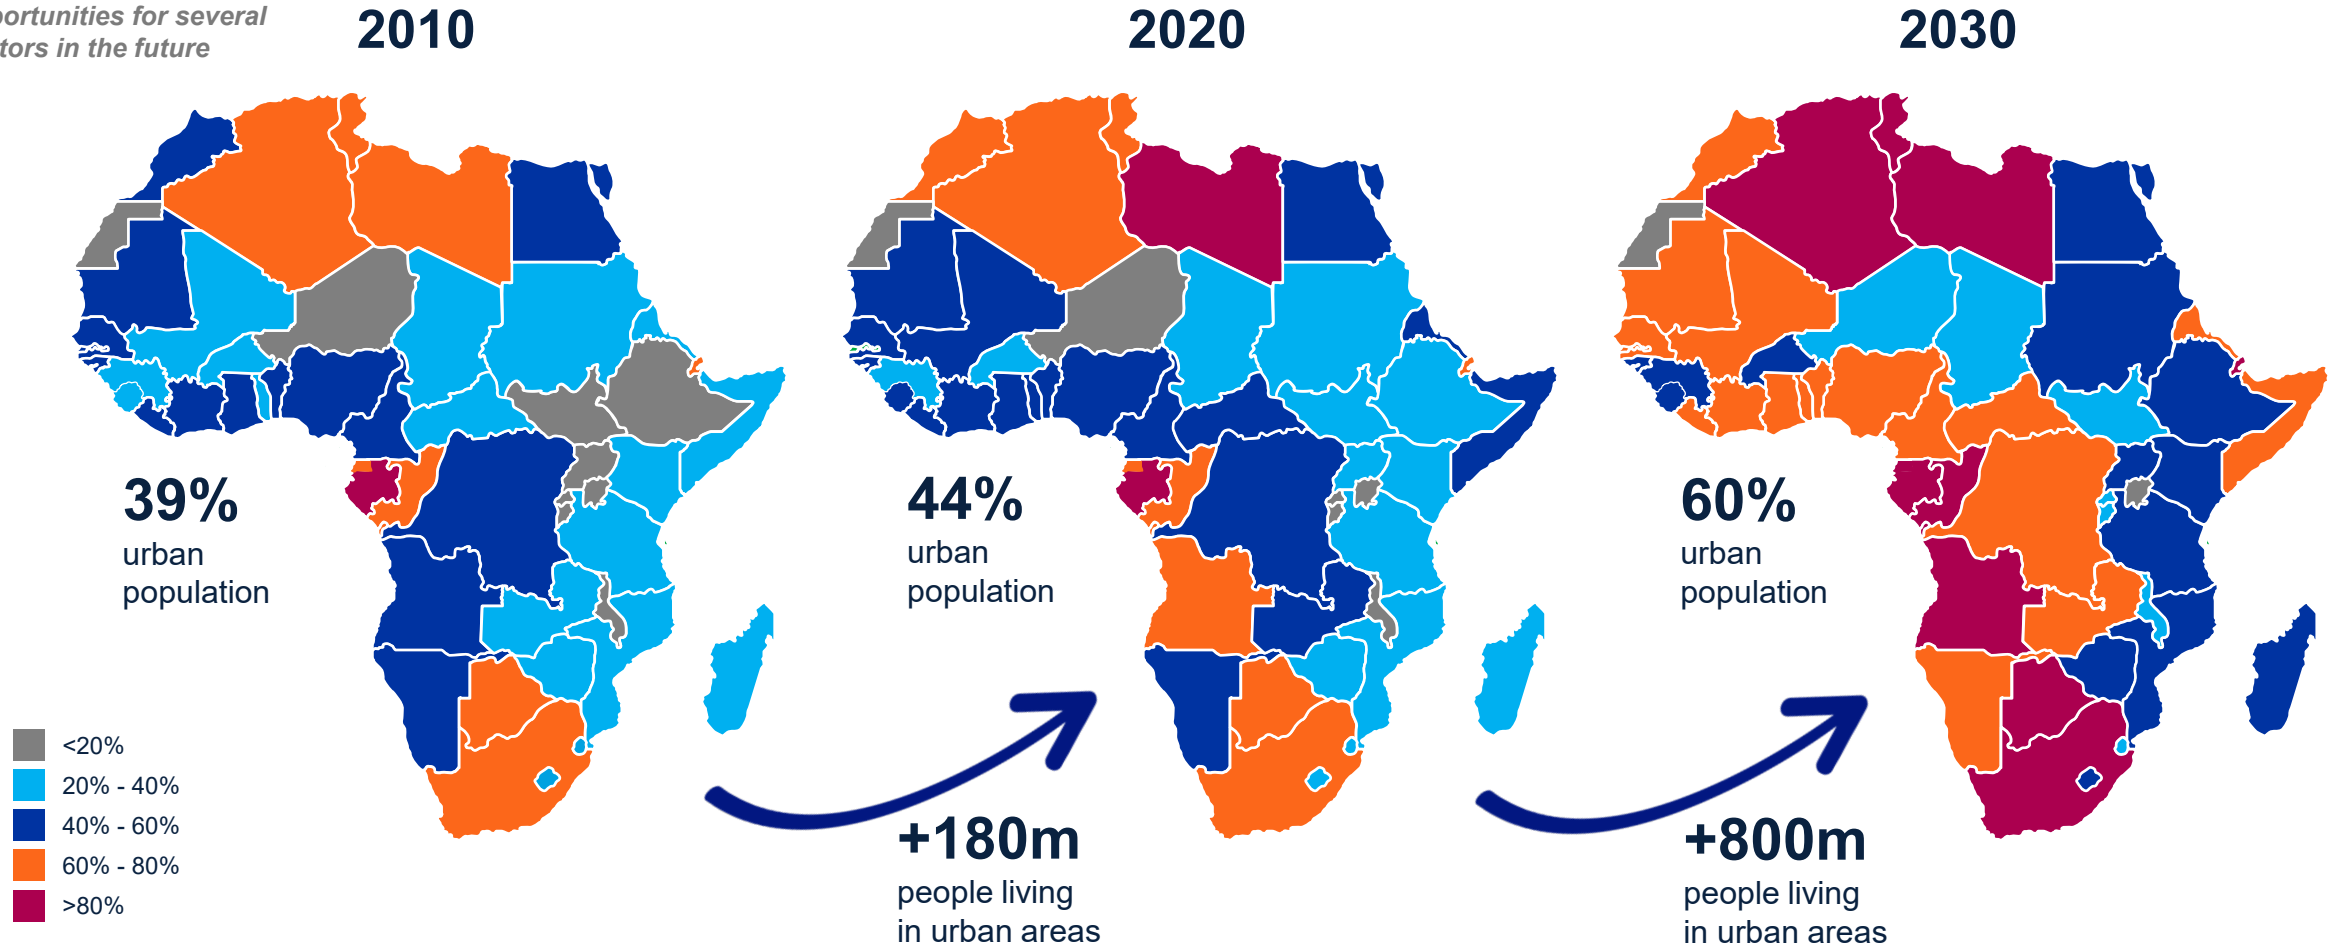 portunities for several
tors in the future
2010
2020
2030
39%
urban
population
44%
urban
population
60%
urban
population
<20%
20% - 40%
40% - 60%
60% - 80%
>80%
+180m
people living
in urban areas
+800m
people living
in urban areas